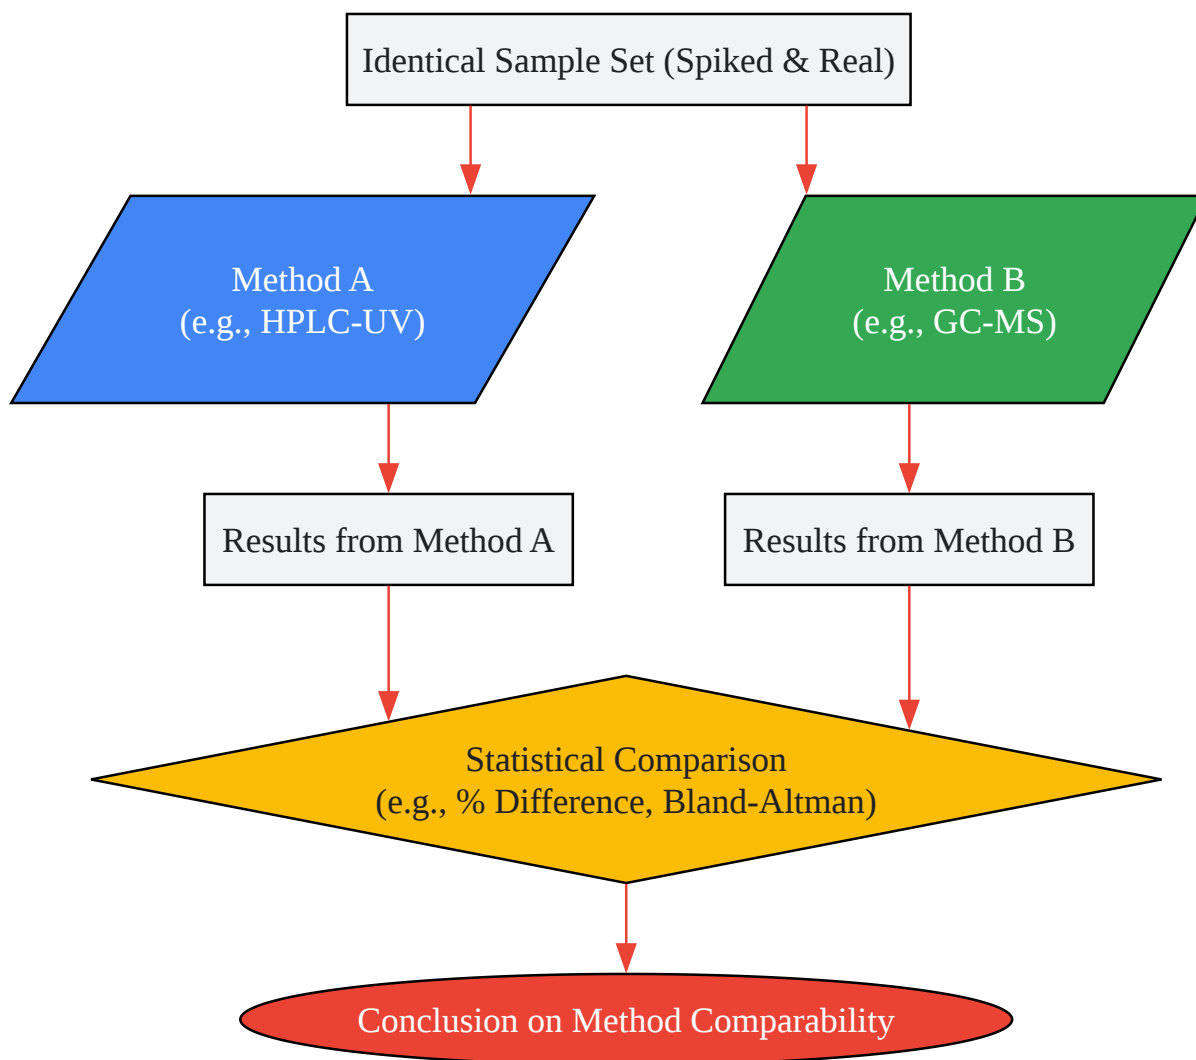 Identical Sample Set (Spiked & Real)
Method A
(e.g., HPLC-UV)
Method B
(e.g., GC-MS)
Results from Method A
Results from Method B
Statistical Comparison
(e.g., % Difference, Bland-Altman)
Conclusion on Method Comparability